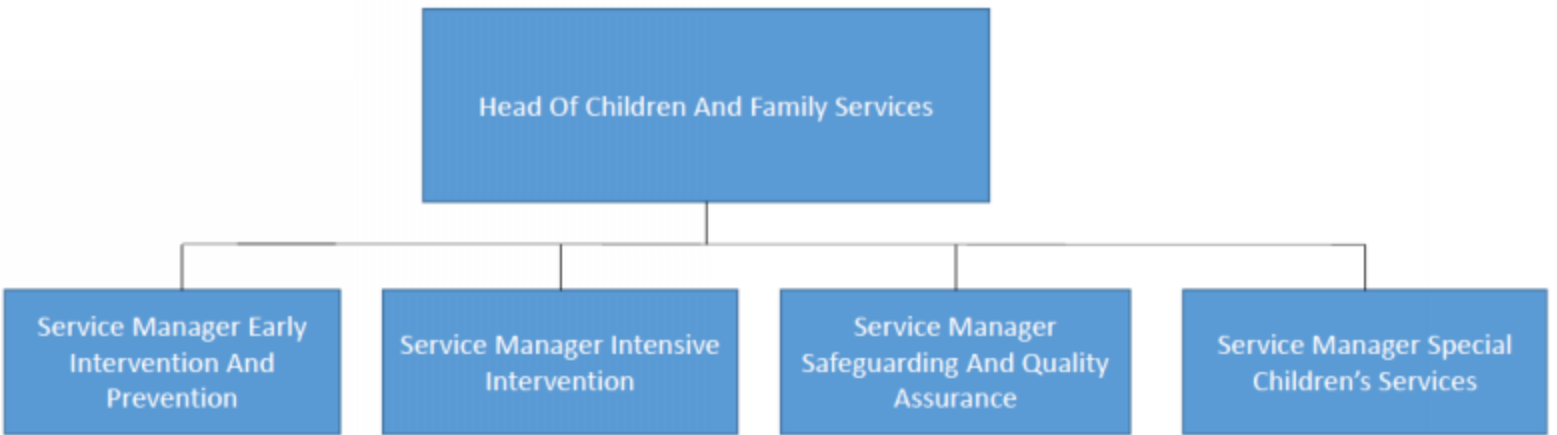 Head Of Children And Family Services
Service Manager Early
Intervention And
Prevention
Service Manager Intensive
Intervention
Service Manager
Safeguarding And Quality
Assurance
Service Manager Special
Children’s Services